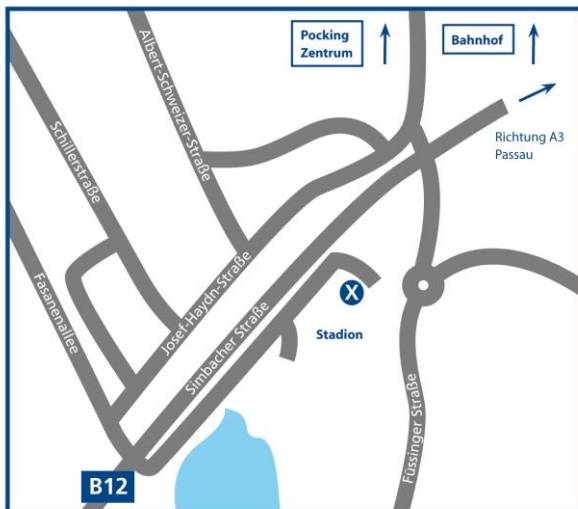 Pocking
Zentrum
Bahnhof
Albert-Schweizer-Straße
Schillerstraße
Richtung A3
Passau
Fasanenallee
Josef-Haydn-Straße
Simbacher Straße
X
Stadion
Füssinger Straße
B12